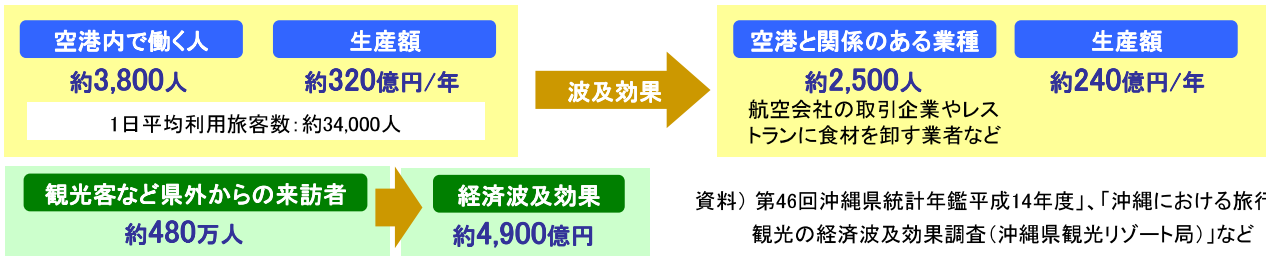 空港内で働く人
約3,800人
生産額
約320億円/年
1日平均利用旅客数：約34,000人
波及効果
空港と関係のある業種
約2,500人
航空会社の取引企業やレス
トランに食材を卸す業者など
生産額
約240億円/年
観光客など県外からの来訪者
約480万人
経済波及効果
約4,900億円
資料） 第46回沖縄県統計年鑑平成14年度」、「沖縄における旅行
観光の経済波及効果調査（沖縄県観光リゾート局）」など